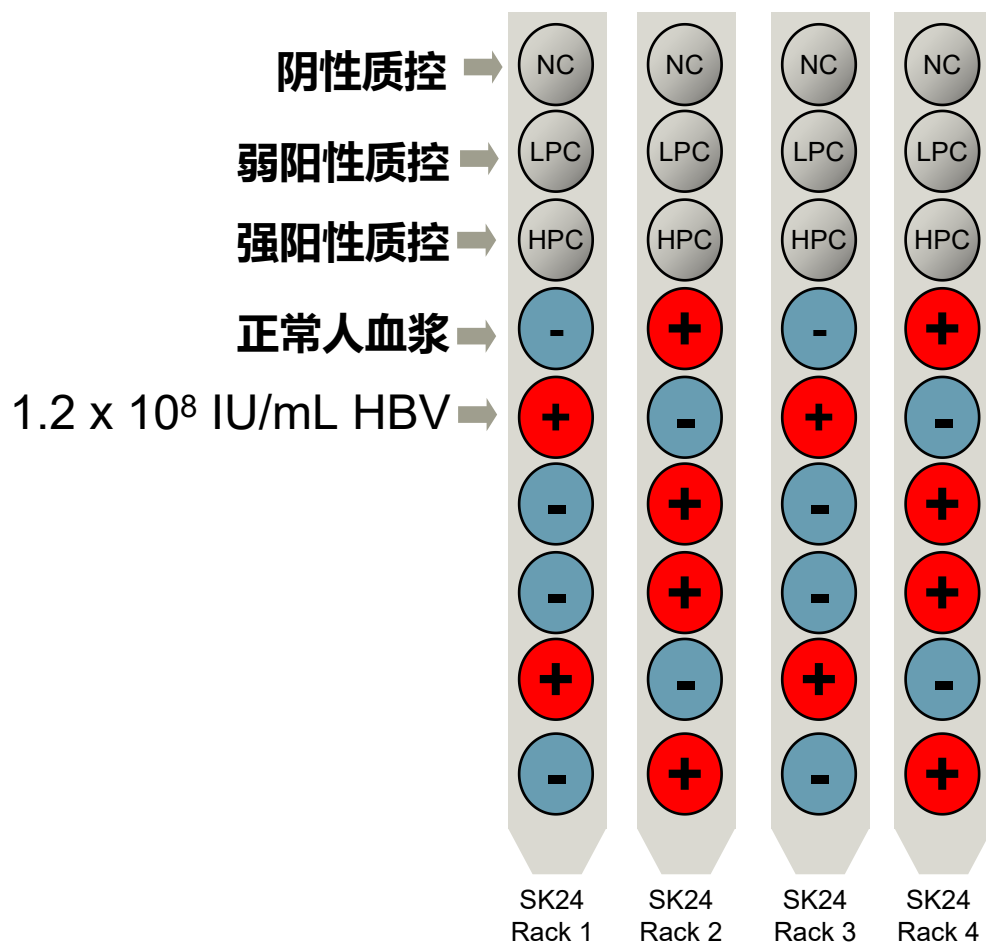 阴性质控 NC NC NC NC
弱阳性质控 LPC LPC LPC LPC
强阳性质控 HPC HPC HPC HPC
正常人血浆 - + - +
1.2 x 10⁸ IU/mL HBV + - + -
- + - +
- + - +
+ - + -
- + - +
SK24 SK24 SK24 SK24
Rack 1 Rack 2 Rack 3 Rack 4